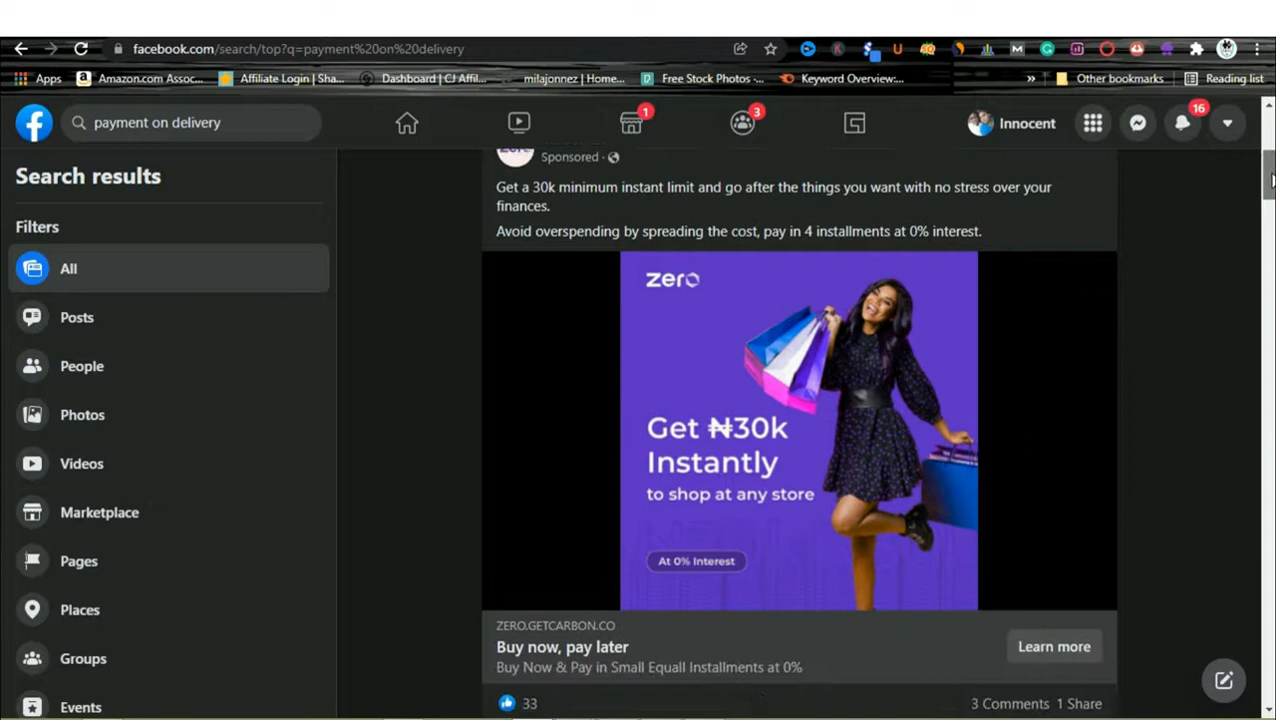 facebook.com/search/top?q=payment%20on%20delivery
Apps
Amazon.com Assoc...
Affiliate Login | Sha...
Dashboard | CJ Affil...
milajonnez | Home...
Free Stock Photos -...
Keyword Overview:...
»
Other bookmarks
Reading list
payment on delivery
1
3
Innocent
16
Search results
Filters
All
Posts
People
Photos
Videos
Marketplace
Pages
Places
Groups
Events
Sponsored ·
Get a 30k minimum instant limit and go after the things you want with no stress over your
finances.
Avoid overspending by spreading the cost, pay in 4 installments at 0% interest.
zero
Get ₦30k
Instantly
to shop at any store
At 0% Interest
ZERO.GETCARBON.CO
Buy now, pay later
Buy Now & Pay in Small Equall Installments at 0%
Learn more
33
3 Comments 1 Share